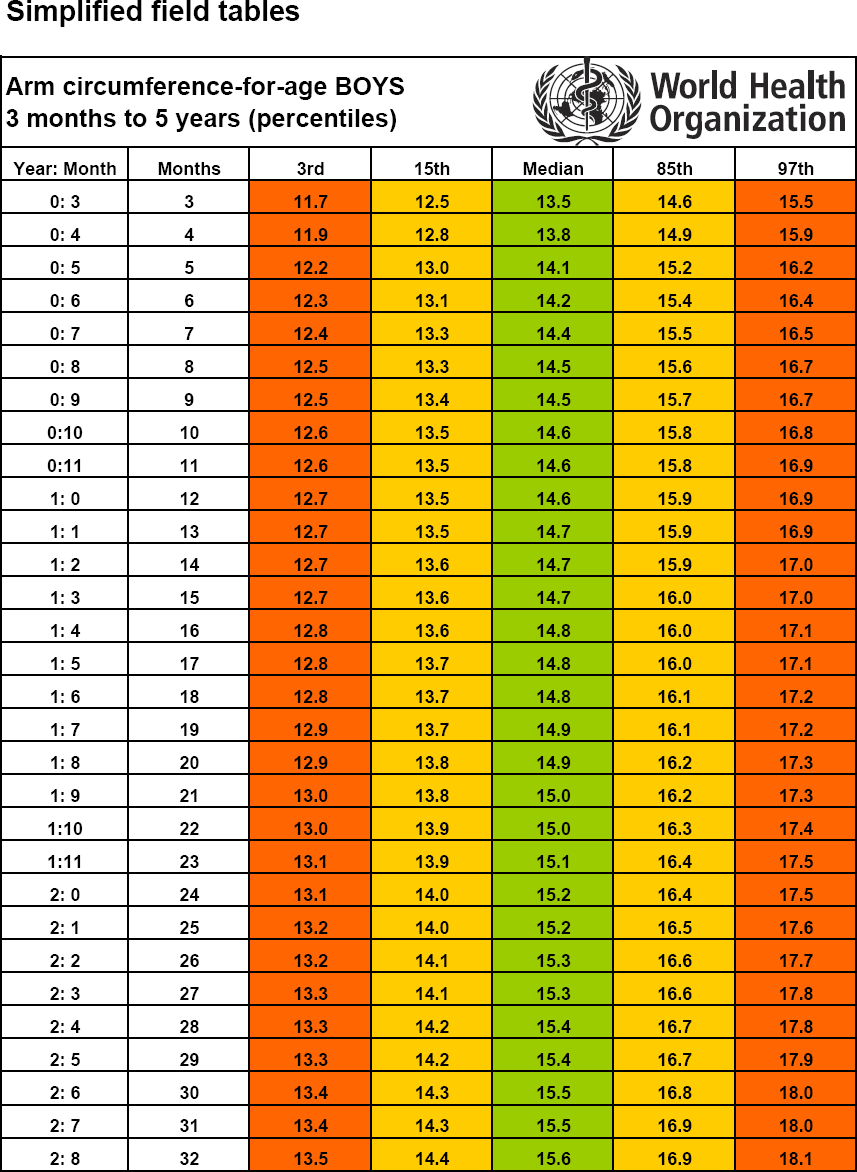 Simplified field tables
Arm circumference-for-age BOYS
3 months to 5 years (percentiles)
World Health
Organization
Year: Month Months 3rd 15th Median 85th 97th
0: 3 3 11.7 12.5 13.5 14.6 15.5
0: 4 4 11.9 12.8 13.8 14.9 15.9
0: 5 5 12.2 13.0 14.1 15.2 16.2
0: 6 6 12.3 13.1 14.2 15.4 16.4
0: 7 7 12.4 13.3 14.4 15.5 16.5
0: 8 8 12.5 13.3 14.5 15.6 16.7
0: 9 9 12.5 13.4 14.5 15.7 16.7
0:10 10 12.6 13.5 14.6 15.8 16.8
0:11 11 12.6 13.5 14.6 15.8 16.9
1: 0 12 12.7 13.5 14.6 15.9 16.9
1: 1 13 12.7 13.5 14.7 15.9 16.9
1: 2 14 12.7 13.6 14.7 15.9 17.0
1: 3 15 12.7 13.6 14.7 16.0 17.0
1: 4 16 12.8 13.6 14.8 16.0 17.1
1: 5 17 12.8 13.7 14.8 16.0 17.1
1: 6 18 12.8 13.7 14.8 16.1 17.2
1: 7 19 12.9 13.7 14.9 16.1 17.2
1: 8 20 12.9 13.8 14.9 16.2 17.3
1: 9 21 13.0 13.8 15.0 16.2 17.3
1:10 22 13.0 13.9 15.0 16.3 17.4
1:11 23 13.1 13.9 15.1 16.4 17.5
2: 0 24 13.1 14.0 15.2 16.4 17.5
2: 1 25 13.2 14.0 15.2 16.5 17.6
2: 2 26 13.2 14.1 15.3 16.6 17.7
2: 3 27 13.3 14.1 15.3 16.6 17.8
2: 4 28 13.3 14.2 15.4 16.7 17.8
2: 5 29 13.3 14.2 15.4 16.7 17.9
2: 6 30 13.4 14.3 15.5 16.8 18.0
2: 7 31 13.4 14.3 15.5 16.9 18.0
2: 8 32 13.5 14.4 15.6 16.9 18.1